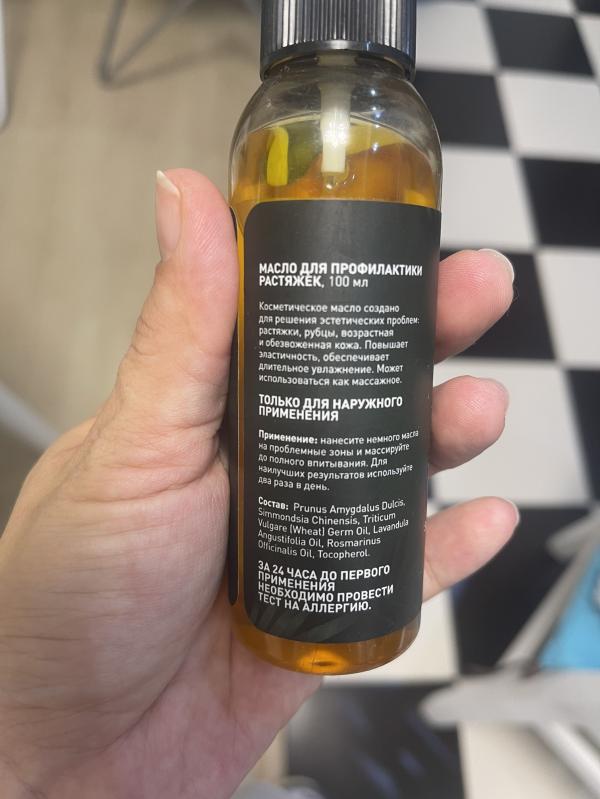 МАСЛО ДЛЯ ПРОФИЛАКТИКИ
РАСТЯЖЕК, 100 мл
Косметическое масло создано
для решения эстетических проблем:
растяжки, рубцы, возрастная
и обезвоженная кожа. Повышает
эластичность, обеспечивает
длительное увлажнение. Может
использоваться как массажное.
ТОЛЬКО ДЛЯ НАРУЖНОГО
ПРИМЕНЕНИЯ
Применение: нанесите немного масла
на проблемные зоны и массируйте
до полного впитывания. Для
наилучших результатов используйте
два раза в день.
Состав: Prunus Amygdalus Dulcis,
Simmondsia Chinensis, Triticum
Vulgare (Wheat) Germ Oil, Lavandula
Angustifolia Oil, Rosmarinus
Officinalis Oil, Tocopherol.
ЗА 24 ЧАСА ДО ПЕРВОГО
ПРИМЕНЕНИЯ
НЕОБХОДИМО ПРОВЕСТИ
ТЕСТ НА АЛЛЕРГИЮ.